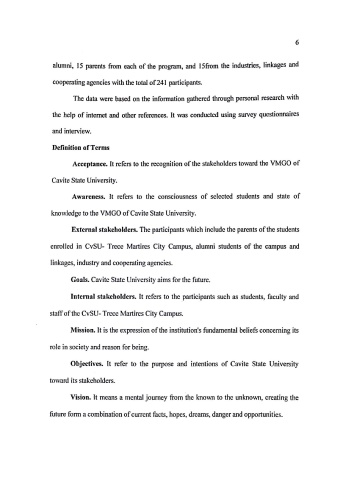 6
alumni, 15 parents from each of the program, and 15from the industries, linkages and
cooperating agencies with the total of 241 participants.
The data were based on the information gathered through personal research with
the help of internet and other references. It was conducted using survey questionnaires
and interview.
Definition of Terms
Acceptance. It refers to the recognition of the stakeholders toward the VMGO of
Cavite State University.
Awareness. It refers to the consciousness of selected students and state of
knowledge to the VMGO of Cavite State University.
External stakeholders. The participants which include the parents of the students
enrolled in CvSU- Trece Martires City Campus, alumni students of the campus and
linkages, industry and cooperating agencies.
Goals. Cavite State University aims for the future.
Internal stakeholders. It refers to the participants such as students, faculty and
staff of the CvSU- Trece Martires City Campus.
Mission. It is the expression of the institution's fundamental beliefs concerning its
role in society and reason for being.
Objectives. It refer to the purpose and intentions of Cavite State University
toward its stakeholders.
Vision. It means a mental journey from the known to the unknown, creating the
future form a combination of current facts, hopes, dreams, danger and opportunities.